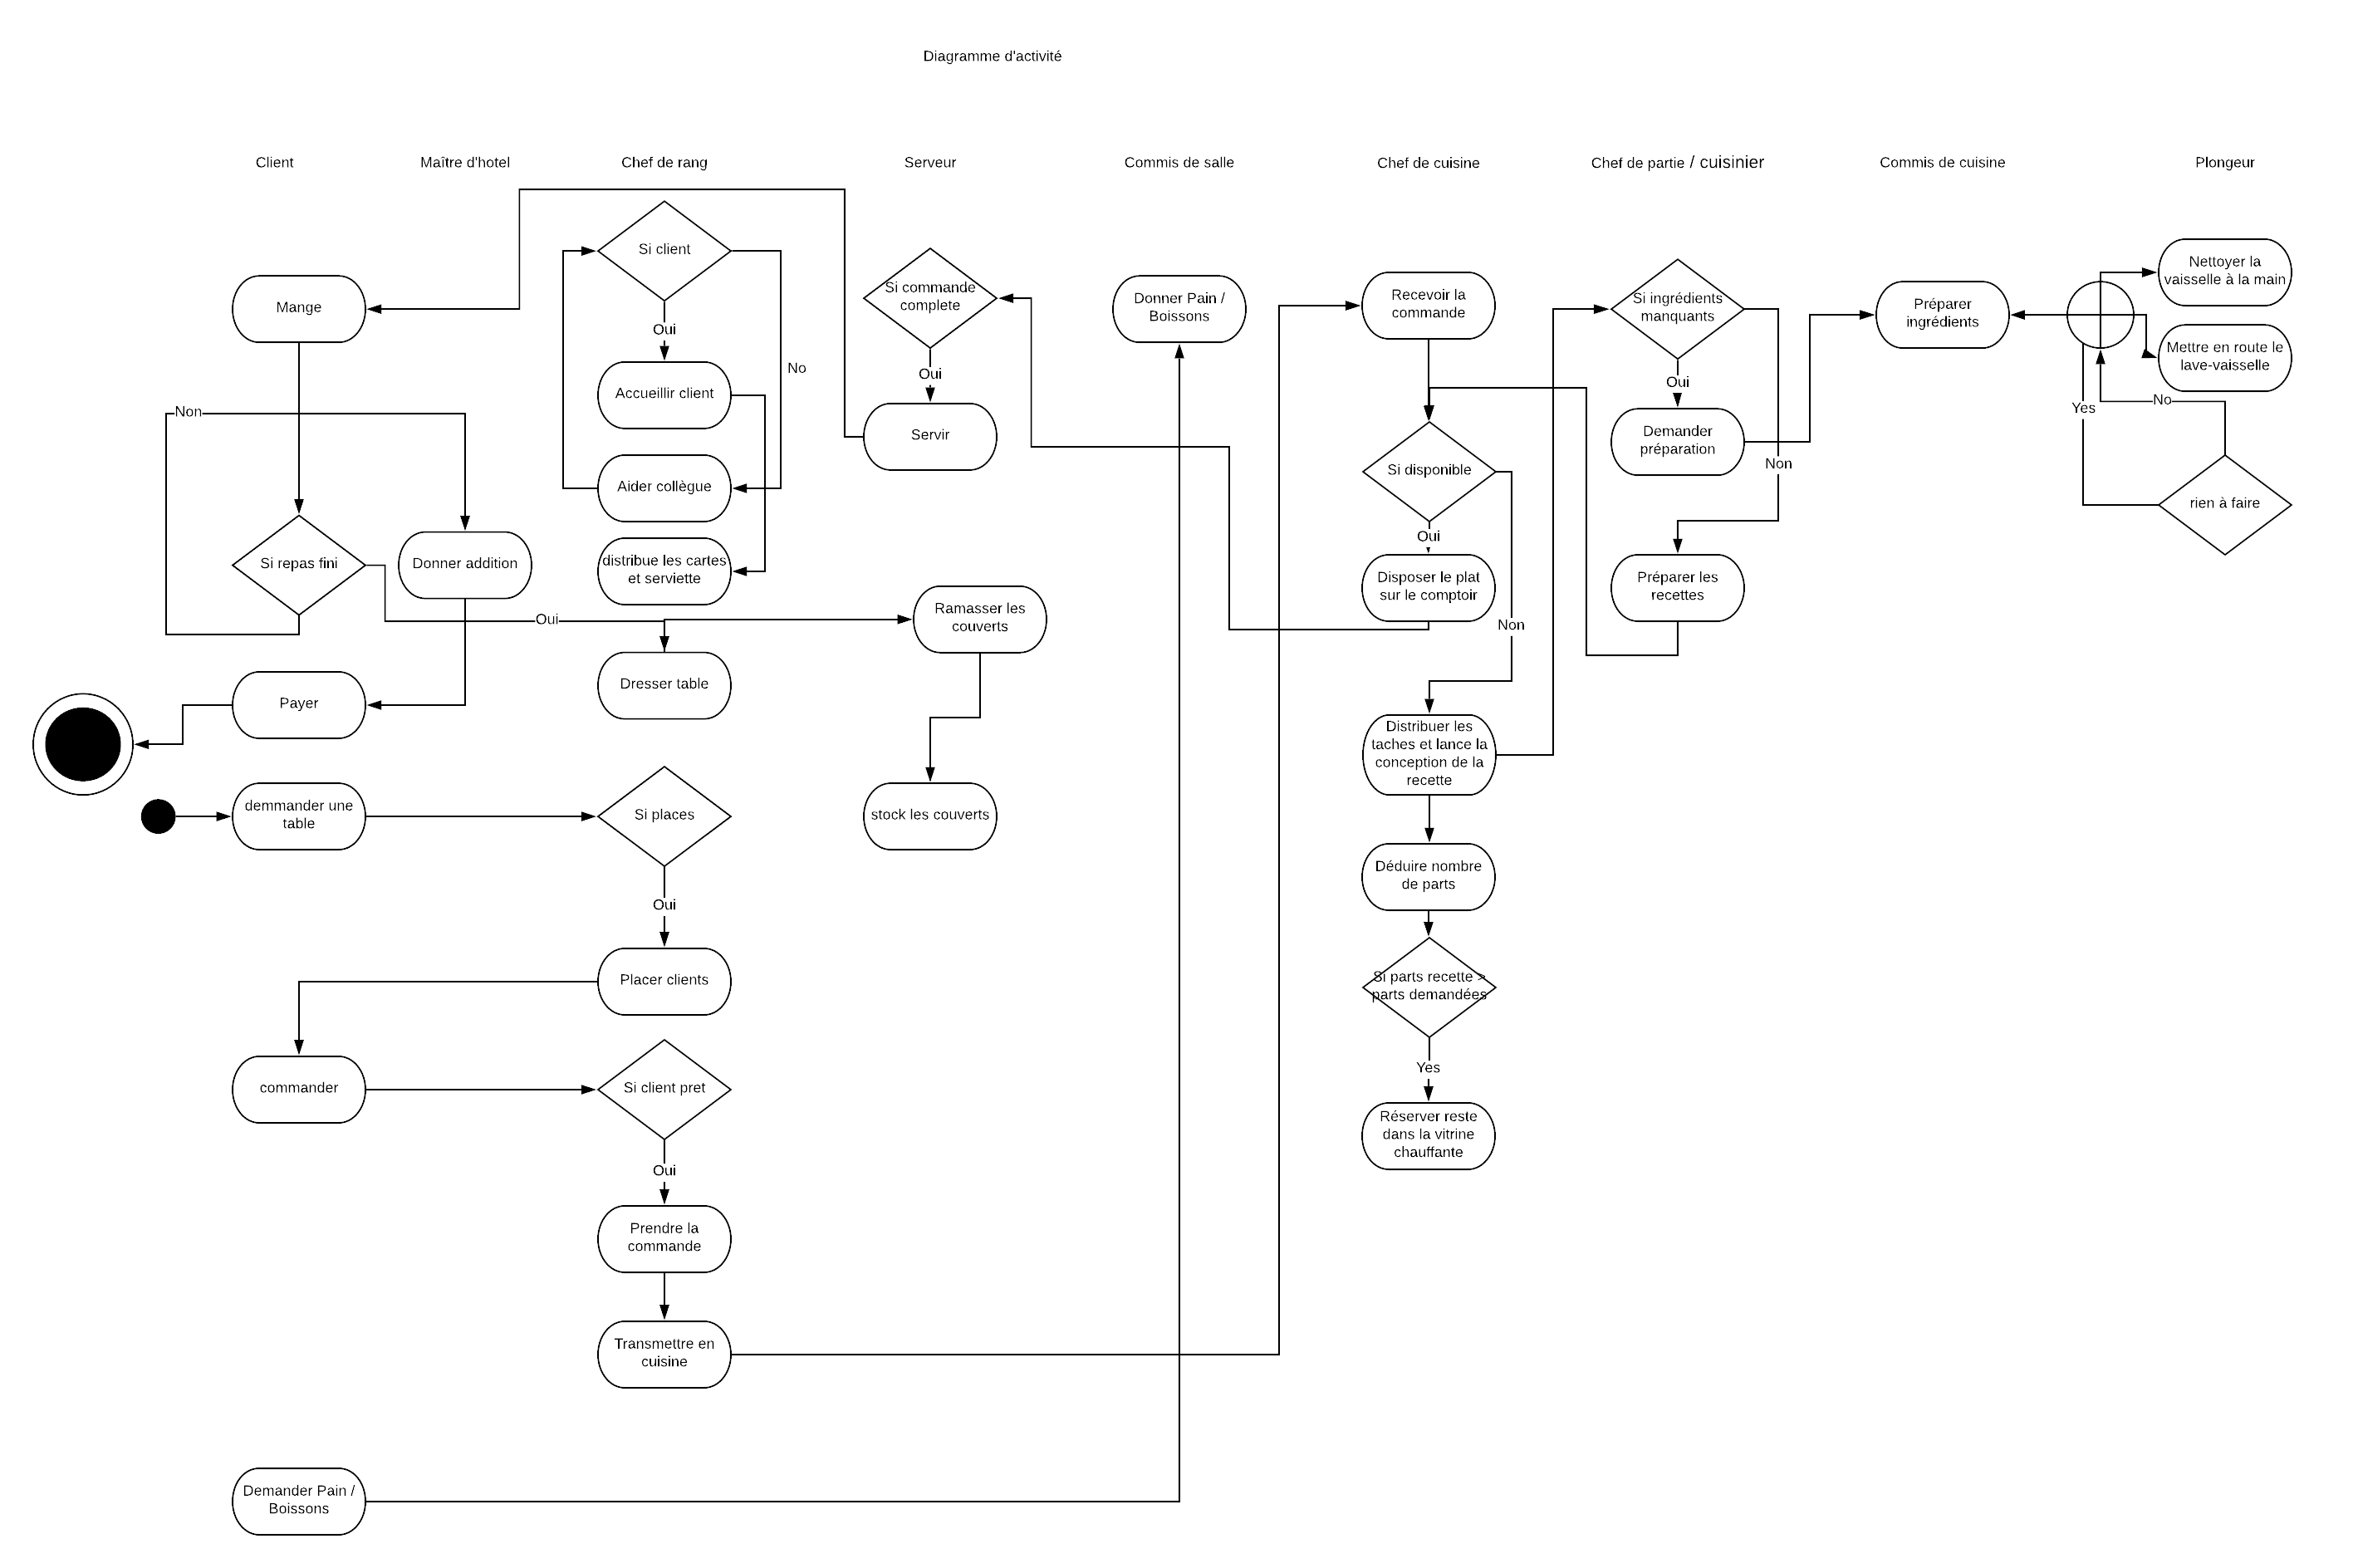 Diagramme d'activité
Client
Maître d'hotel
Chef de rang
Serveur
Commis de salle
Chef de cuisine
Chef de partie / cuisinier
Commis de cuisine
Plongeur
Mange
Non
Si repas fini
Oui
Donner addition
Payer
demmander une
table
commander
Demander Pain /
Boissons
Si client
Oui
No
Accueillir client
Aider collègue
distribue les cartes
et serviette
Dresser table
Si places
Oui
Placer clients
Si client pret
Oui
Prendre la
commande
Transmettre en
cuisine
Si commande
complete
Oui
Servir
Ramasser les
couverts
stock les couverts
Donner Pain /
Boissons
Recevoir la
commande
Si disponible
Oui
Non
Disposer le plat
sur le comptoir
Distribuer les
taches et lance la
conception de la
recette
Déduire nombre
de parts
Si parts recette >
parts demandées
Yes
Réserver reste
dans la vitrine
chauffante
Si ingrédients
manquants
Oui
Non
Demander
préparation
Préparer les
recettes
Préparer
ingrédients
Nettoyer la
vaisselle à la main
Mettre en route le
lave-vaisselle
Yes
No
rien à faire